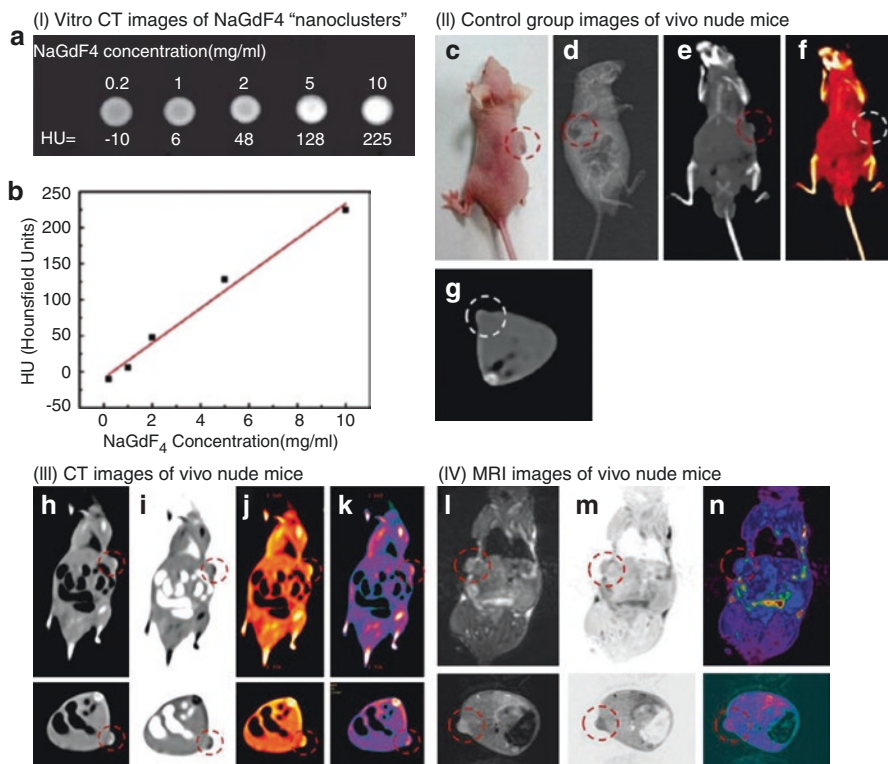 (I) Vitro CT images of NaGdF4 “nanoclusters”
a
NaGdF4 concentration(mg/ml)
0.2 1 2 5 10
HU= -10 6 48 128 225
b
250
200
150
100
50
0
-50
HU (Hounsfield Units)
0 2 4 6 8 10
NaGdF₄ Concentration(mg/ml)
(II) Control group images of vivo nude mice
c d e f
g
(III) CT images of vivo nude mice
h i j k
(IV) MRI images of vivo nude mice
l m n